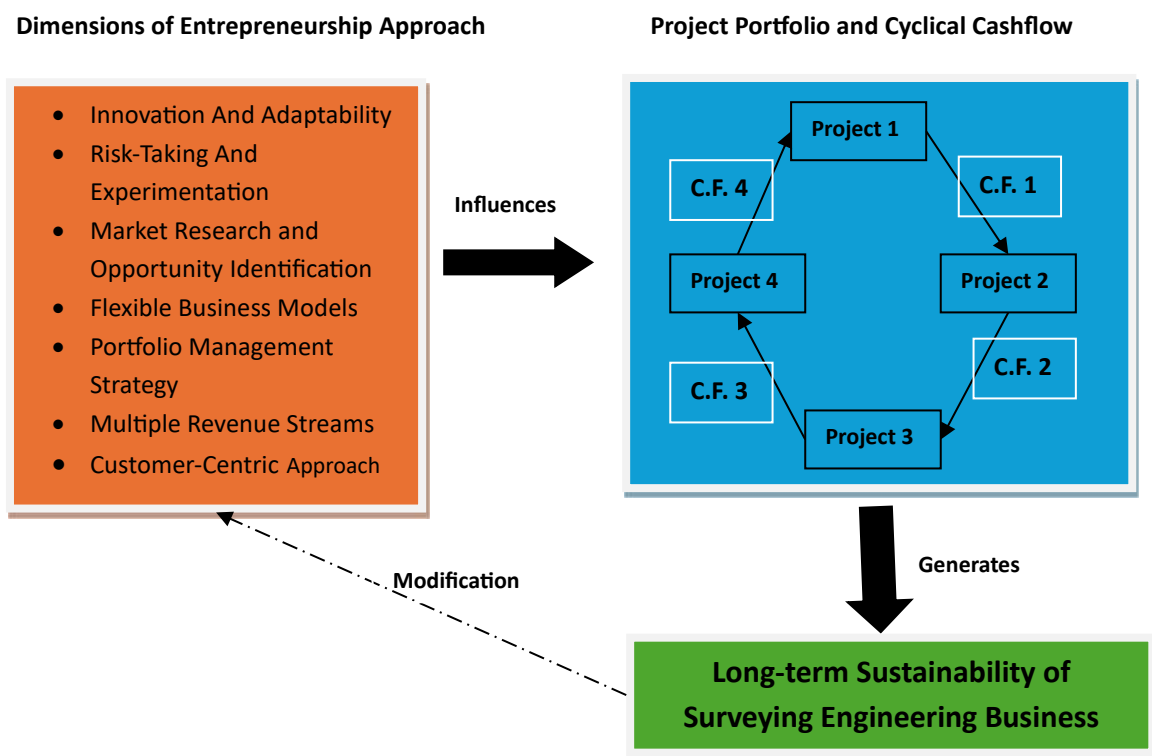 Dimensions of Entrepreneurship Approach
Project Portfolio and Cyclical Cashflow
• Innovation And Adaptability
• Risk-Taking And
Experimentation
• Market Research and
Opportunity Identification
• Flexible Business Models
• Portfolio Management
Strategy
• Multiple Revenue Streams
• Customer-Centric Approach
Influences
Project 1
C.F. 4
C.F. 1
Project 4
Project 2
C.F. 3
C.F. 2
Project 3
Generates
Modification
Long-term Sustainability of
Surveying Engineering Business